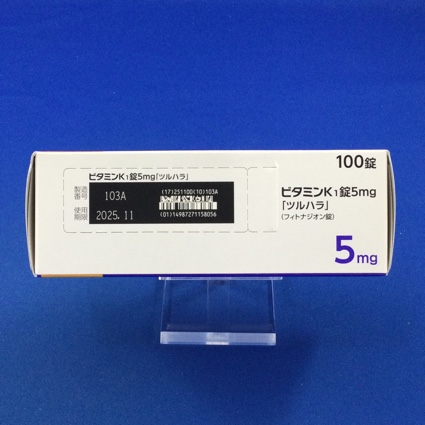 ビタミンK₁錠5mg「ツルハラ」
製造番号 103A
(17)251100(10)103A
使用期限 2025.11
(01)14987271158056
100錠
ビタミンK₁錠5mg
「ツルハラ」
(フィトナジオン錠)
5mg